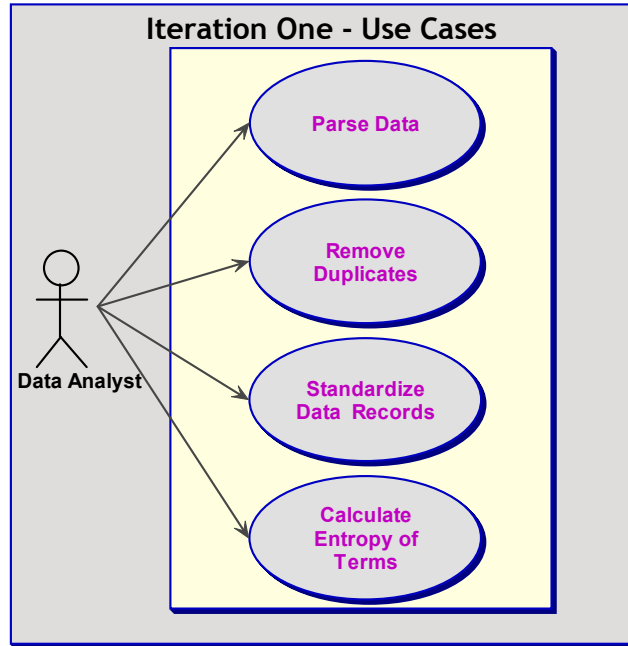 Iteration One - Use Cases
Parse Data
Remove
Duplicates
Data Analyst
Standardize
Data Records
Calculate
Entropy of
Terms